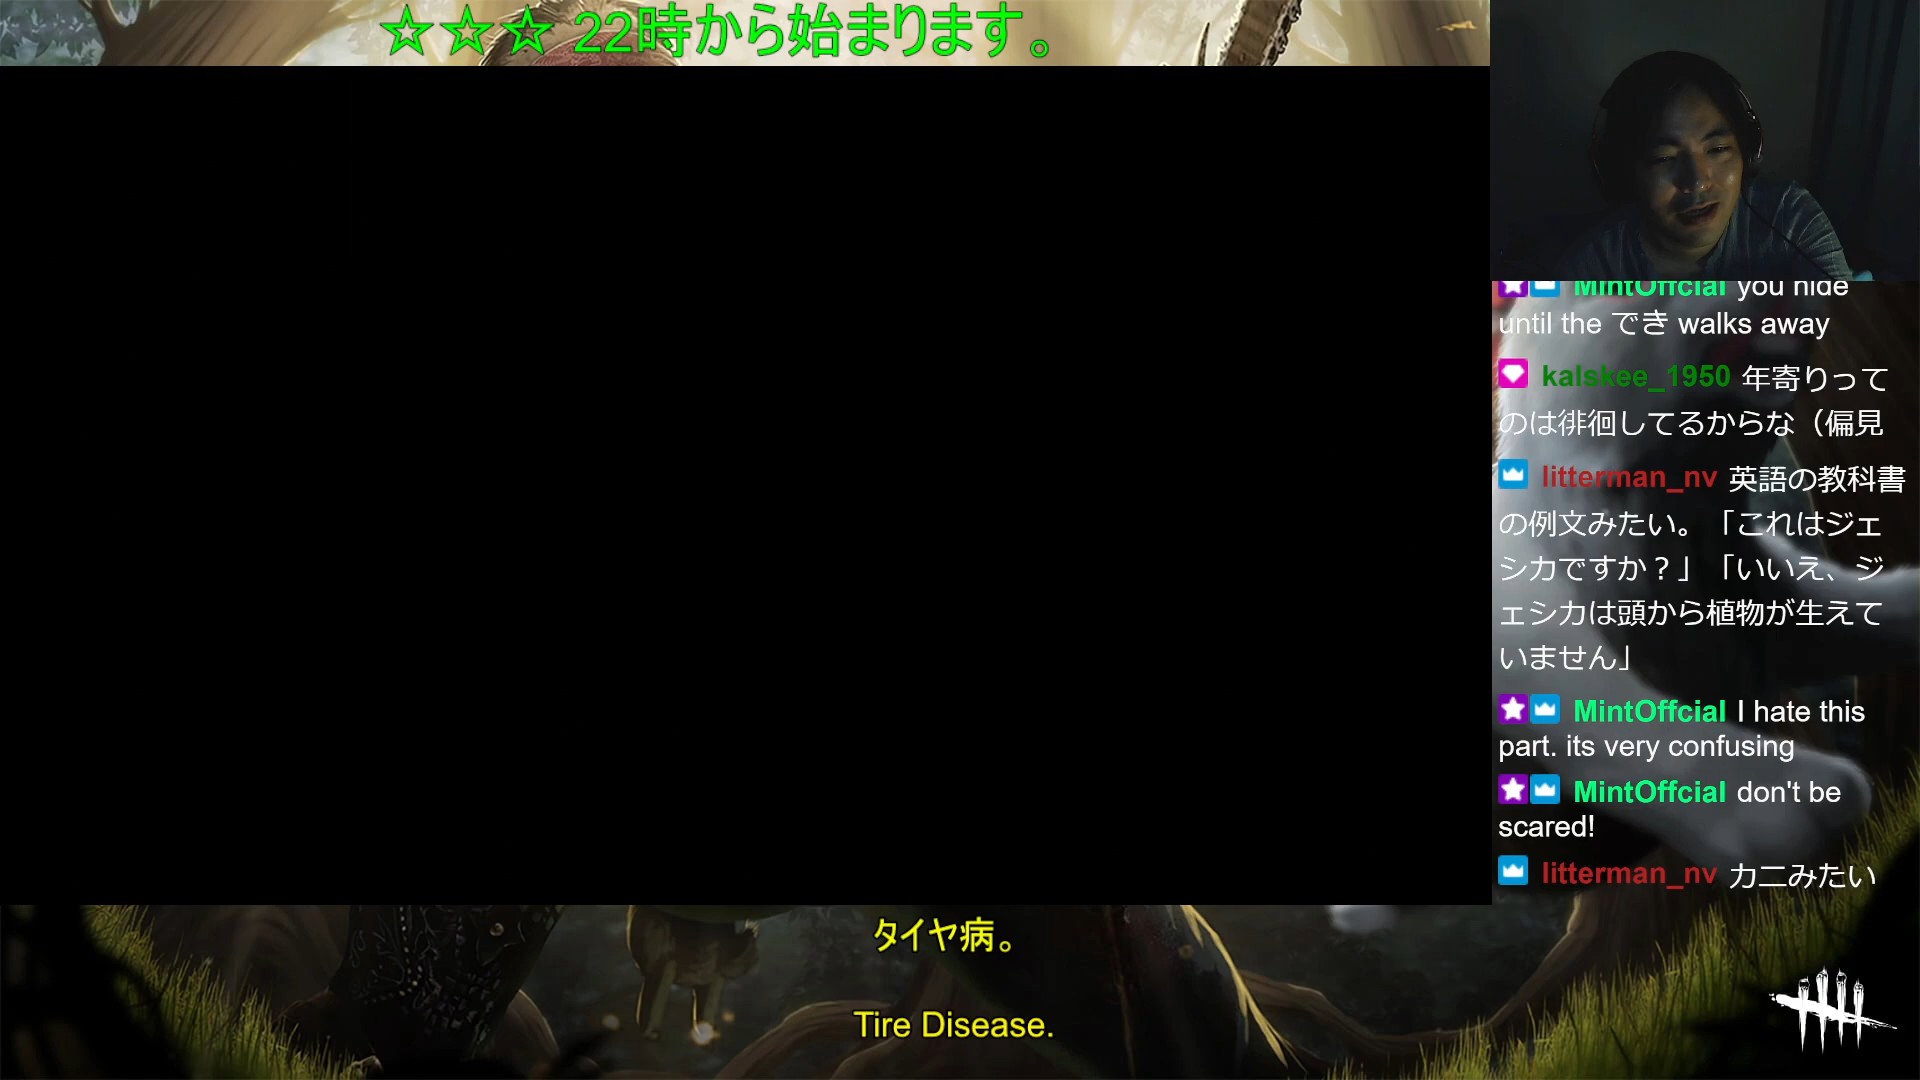 ☆☆☆ 22時から始まります。
MintOffcial you hide
until the でき walks away
kalskee_1950 年寄りって
のは徘徊してるからな（偏見
litterman_nv 英語の教科書
の例文みたい。「これはジェ
シカですか？」「いいえ、ジ
ェシカは頭から植物が生えて
いません」
MintOffcial I hate this
part. its very confusing
MintOffcial don't be
scared!
litterman_nv カニみたい
タイヤ病。
Tire Disease.